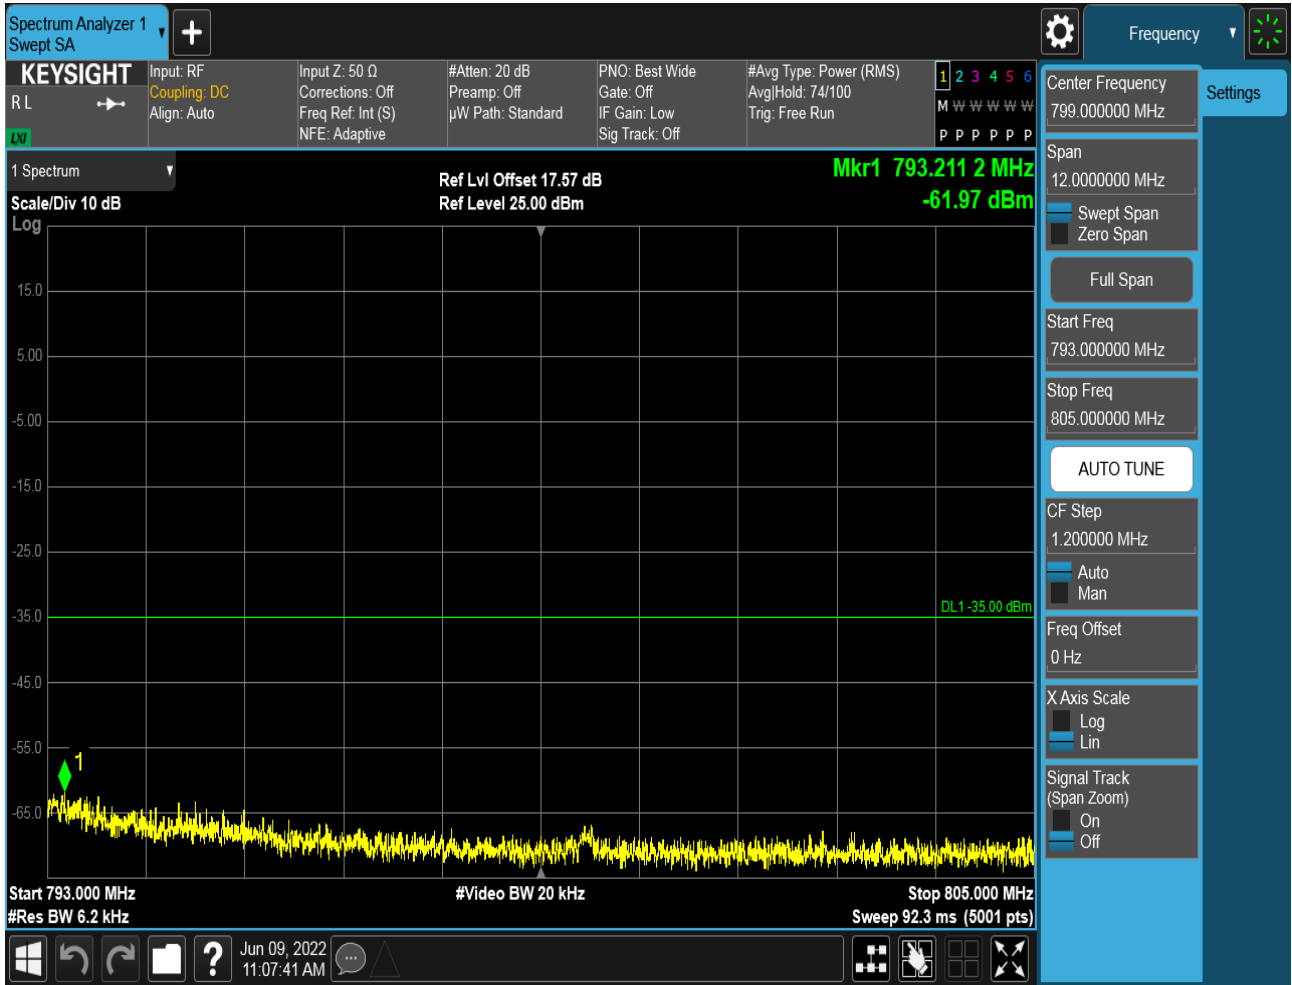 Spectrum Analyzer 1
Swept SA
Frequency
KEYSIGHT
R L
LXI
Input: RF
Coupling: DC
Align: Auto
Input Z: 50 Ω
Corrections: Off
Freq Ref: Int (S)
NFE: Adaptive
#Atten: 20 dB
Preamp: Off
µW Path: Standard
PNO: Best Wide
Gate: Off
IF Gain: Low
Sig Track: Off
#Avg Type: Power (RMS)
Avg|Hold: 74/100
Trig: Free Run
1 2 3 4 5 6
M W W W W W
P P P P P P
1 Spectrum
Scale/Div 10 dB
Log
Ref Lvl Offset 17.57 dB
Ref Level 25.00 dBm
Mkr1 793.211 2 MHz
-61.97 dBm
15.0
5.00
-5.00
-15.0
-25.0
-35.0
-45.0
-55.0
-65.0
DL1 -35.00 dBm
1
Start 793.000 MHz
#Res BW 6.2 kHz
#Video BW 20 kHz
Stop 805.000 MHz
Sweep 92.3 ms (5001 pts)
Center Frequency
799.000000 MHz
Span
12.0000000 MHz
Swept Span
Zero Span
Full Span
Start Freq
793.000000 MHz
Stop Freq
805.000000 MHz
AUTO TUNE
CF Step
1.200000 MHz
Auto
Man
Freq Offset
0 Hz
X Axis Scale
Log
Lin
Signal Track
(Span Zoom)
On
Off
Settings
?
Jun 09, 2022
11:07:41 AM